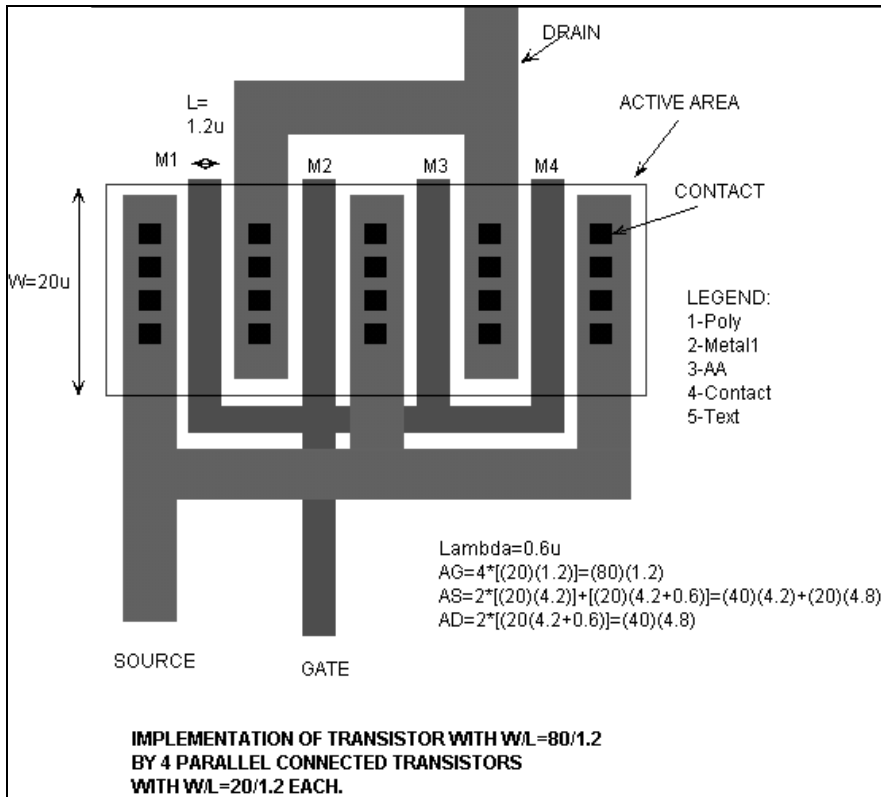 DRAIN
L=
1.2u
ACTIVE AREA
M1
M2
M3
M4
CONTACT
W=20u
LEGEND:
1-Poly
2-Metal1
3-AA
4-Contact
5-Text
Lambda=0.6u
AG=4*[(20)(1.2)]=(80)(1.2)
AS=2*[(20)(4.2)]+[(20)(4.2+0.6)]=(40)(4.2)+(20)(4.8)
AD=2*[(20(4.2+0.6)]=(40)(4.8)
SOURCE
GATE
IMPLEMENTATION OF TRANSISTOR WITH W/L=80/1.2
BY 4 PARALLEL CONNECTED TRANSISTORS
WITH W/L=20/1.2 EACH.